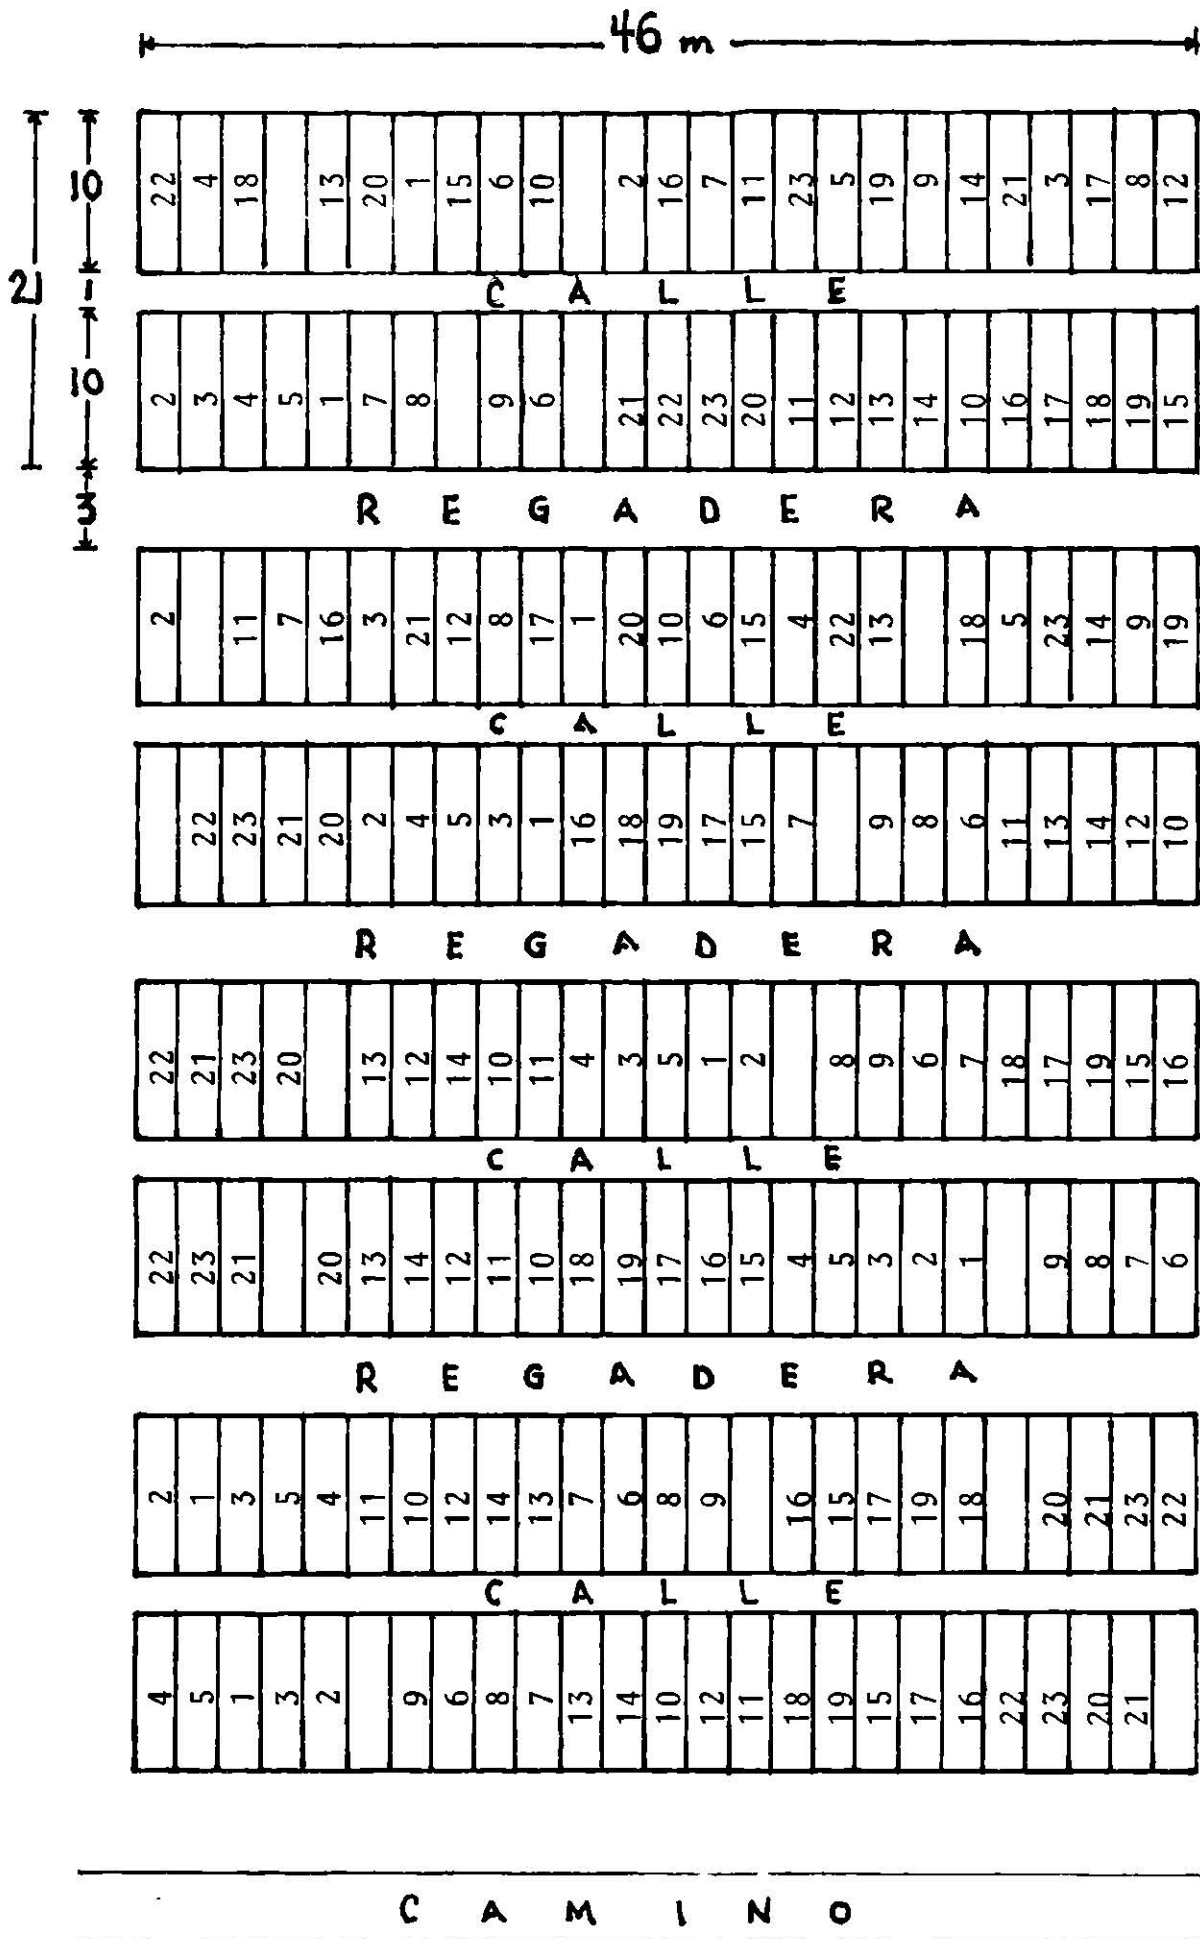 46 m
10
22 4 18 13 20 1 15 6 10 2 16 7 11 23 5 19 9 14 21 3 17 8 12
21
1
CALLE
10
2 3 4 5 1 7 8 9 6 21 22 23 20 11 12 13 14 10 16 17 18 19 15
3
REGADERA
2 11 7 16 3 21 12 8 17 1 20 10 6 15 4 22 13 18 5 23 14 9 19
CALLE
22 23 21 20 2 4 5 3 1 16 18 19 17 15 7 9 8 6 11 13 14 12 10
REGADERA
22 21 23 20 13 12 14 10 11 4 3 5 1 2 8 9 6 7 18 17 19 15 16
CALLE
22 23 21 20 13 14 12 11 10 18 19 17 16 15 4 5 3 2 1 9 8 7 6
REGADERA
2 1 3 5 4 11 10 12 14 13 7 6 8 9 16 15 17 19 18 20 21 23 22
CALLE
4 5 1 3 2 9 6 8 7 13 14 10 12 11 18 19 15 17 16 22 23 20 21
CAMINO